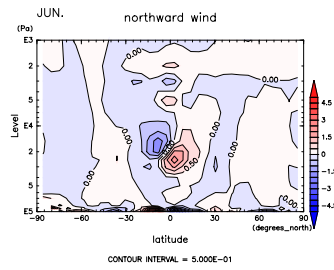 JUN.
northward wind
(Pa)
E3
2
5
E4
2
5
E5
Level
0.00
0.00
0.00
0.00
0.50
0.00
4.5
3
1.5
0
-1.5
-3
-4.5
-90 -60 -30 0 30 60 90
(degrees_north)
latitude
CONTOUR INTERVAL = 5.000E-01